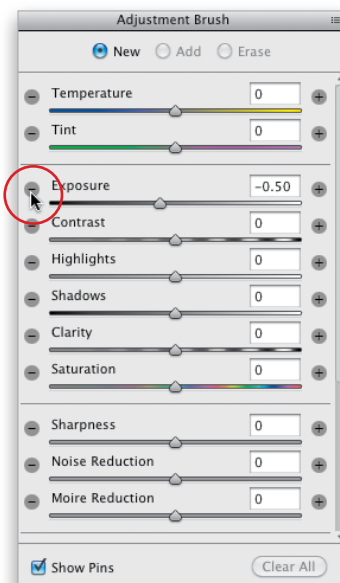 Adjustment Brush
New Add Erase
Temperature 0
Tint 0
Exposure -0.50
Contrast 0
Highlights 0
Shadows 0
Clarity 0
Saturation 0
Sharpness 0
Noise Reduction 0
Moire Reduction 0
Show Pins Clear All